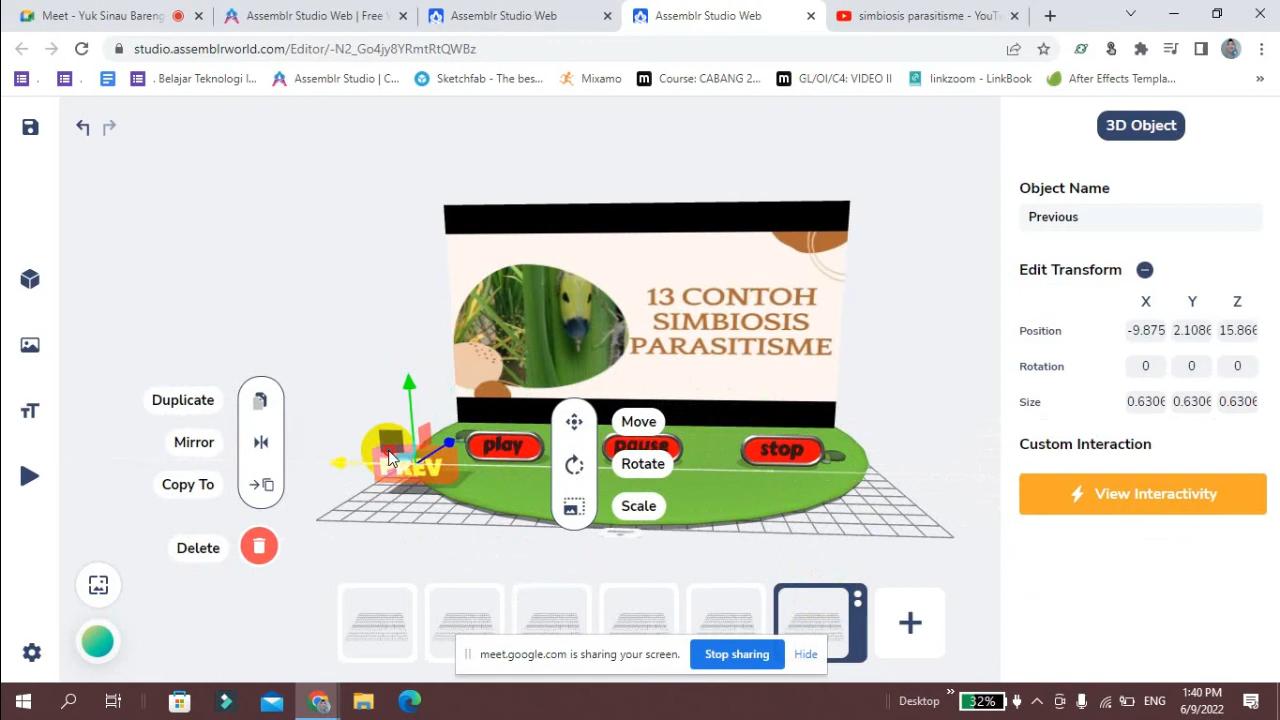 Meet - Yuk Sinau Bareng
Assemblr Studio Web | Free V
Assemblr Studio Web
Assemblr Studio Web
simbiosis parasitisme - YouTu
studio.assemblrworld.com/Editor/-N2_Go4jy8YRmtRtQWBz
Belajar Teknologi I...
Assemblr Studio | C...
Sketchfab - The bes...
Mixamo
Course: CABANG 2...
GL/OI/C4: VIDEO II
linkzoom - LinkBook
After Effects Templa...
3D Object
Object Name
Previous
Edit Transform
X Y Z
Position -9.875 2.1086 15.866
Rotation 0 0 0
Size 0.6306 0.6306 0.6306
Custom Interaction
View Interactivity
13 CONTOH
SIMBIOSIS
PARASITISME
Duplicate
Mirror
Copy To
Delete
PREV
play
pause
stop
Move
Rotate
Scale
meet.google.com is sharing your screen.
Stop sharing
Hide
Desktop
32%
ENG
1:40 PM
6/9/2022